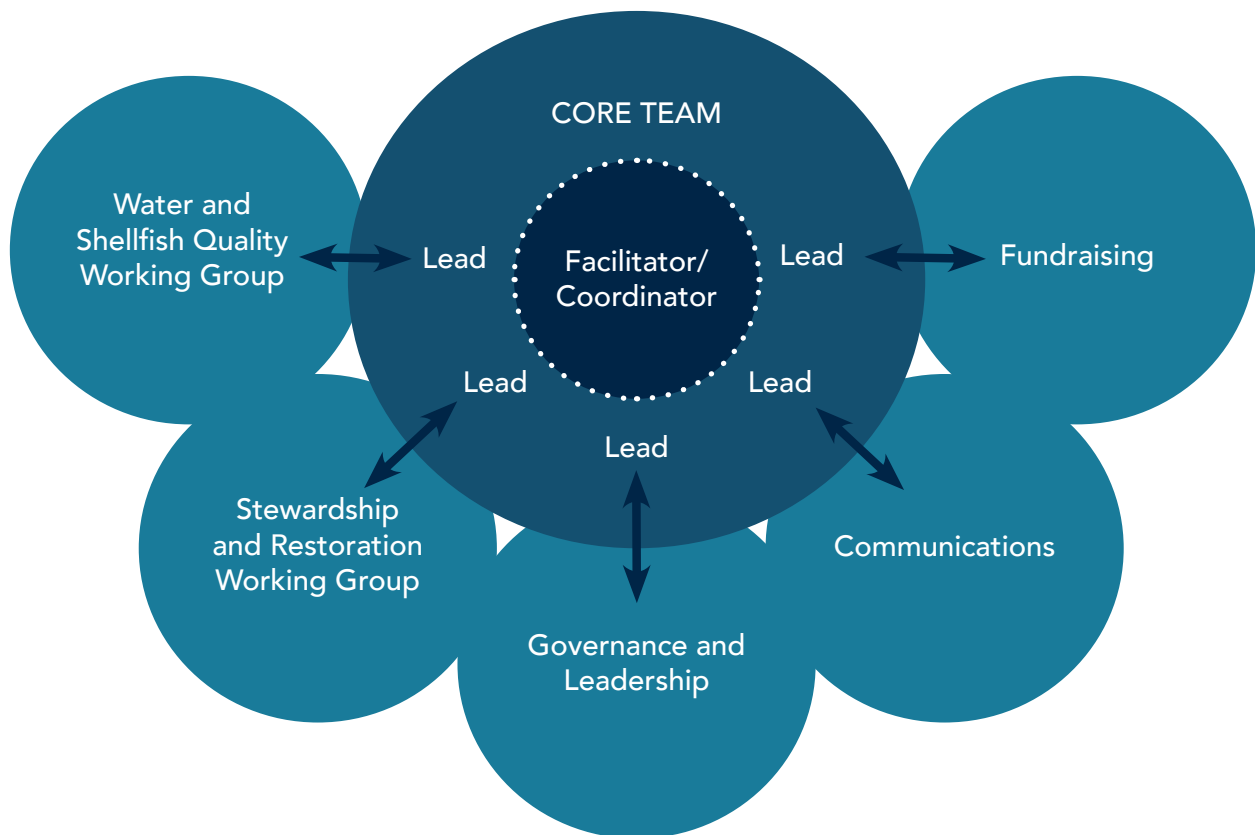 CORE TEAM
Water and
Shellfish Quality
Working Group
Lead
Facilitator/
Coordinator
Lead
Fundraising
Lead
Lead
Lead
Stewardship
and Restoration
Working Group
Communications
Governance and
Leadership